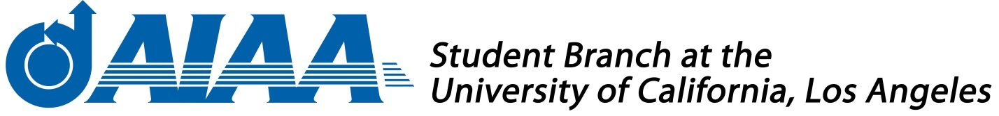 AIAA
Student Branch at the
University of California, Los Angeles